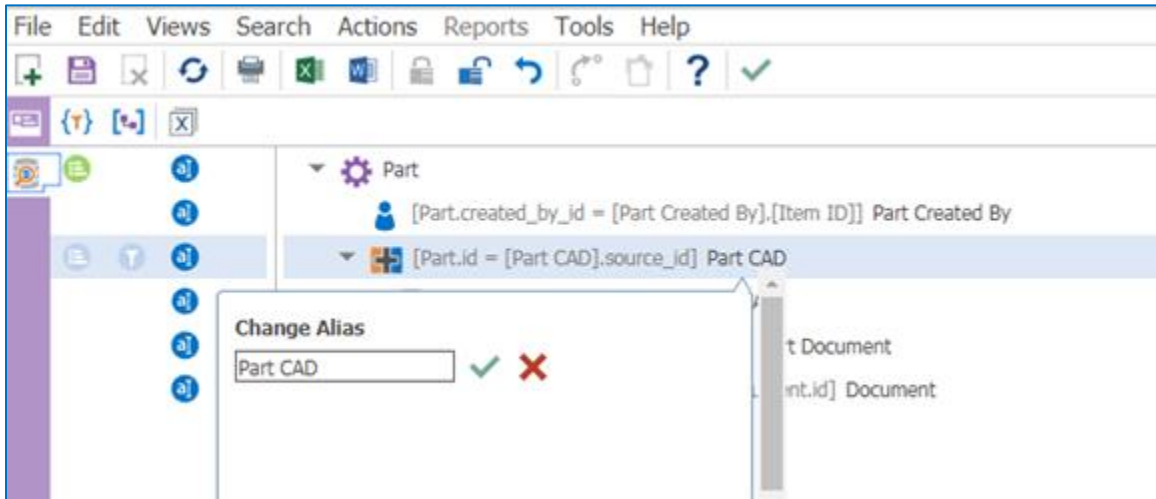 File Edit Views Search Actions Reports Tools Help
Part
[Part.created_by_id = [Part Created By].[Item ID]] Part Created By
[Part.id = [Part CAD].source_id] Part CAD
Change Alias
t Document
Part CAD
nt.id] Document